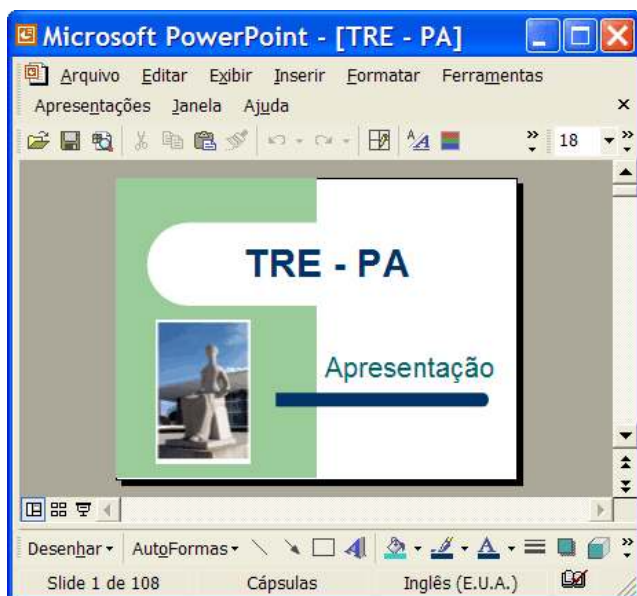 Microsoft PowerPoint - [TRE - PA]
Arquivo Editar Exibir Inserir Formatar Ferramentas
Apresentações Janela Ajuda
18
TRE - PA
Apresentação
Desenhar AutoFormas
Slide 1 de 108 Cápsulas Inglês (E.U.A.)